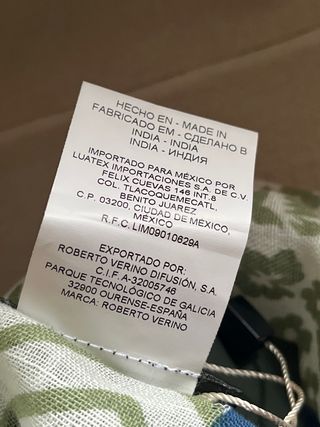 HECHO EN - MADE IN
FABRICADO EM - СДЕЛАНО В
INDIA - INDIA
INDIA - ИНДИЯ
IMPORTADO PARA MÉXICO POR
LUATEX IMPORTACIONES S.A. DE C.V.
FELIX CUEVAS 146 INT.8
COL. TLACOQUEMECATL,
BENITO JUAREZ
C.P. 03200, CIUDAD DE MÉXICO,
MÉXICO
R.F.C. LIM09010629A
EXPORTADO POR:
ROBERTO VERINO DIFUSIÓN, S.A.
C.I.F. A-32005746
PARQUE TECNOLÓGICO DE GALICIA
32900 OURENSE-ESPAÑA
MARCA: ROBERTO VERINO